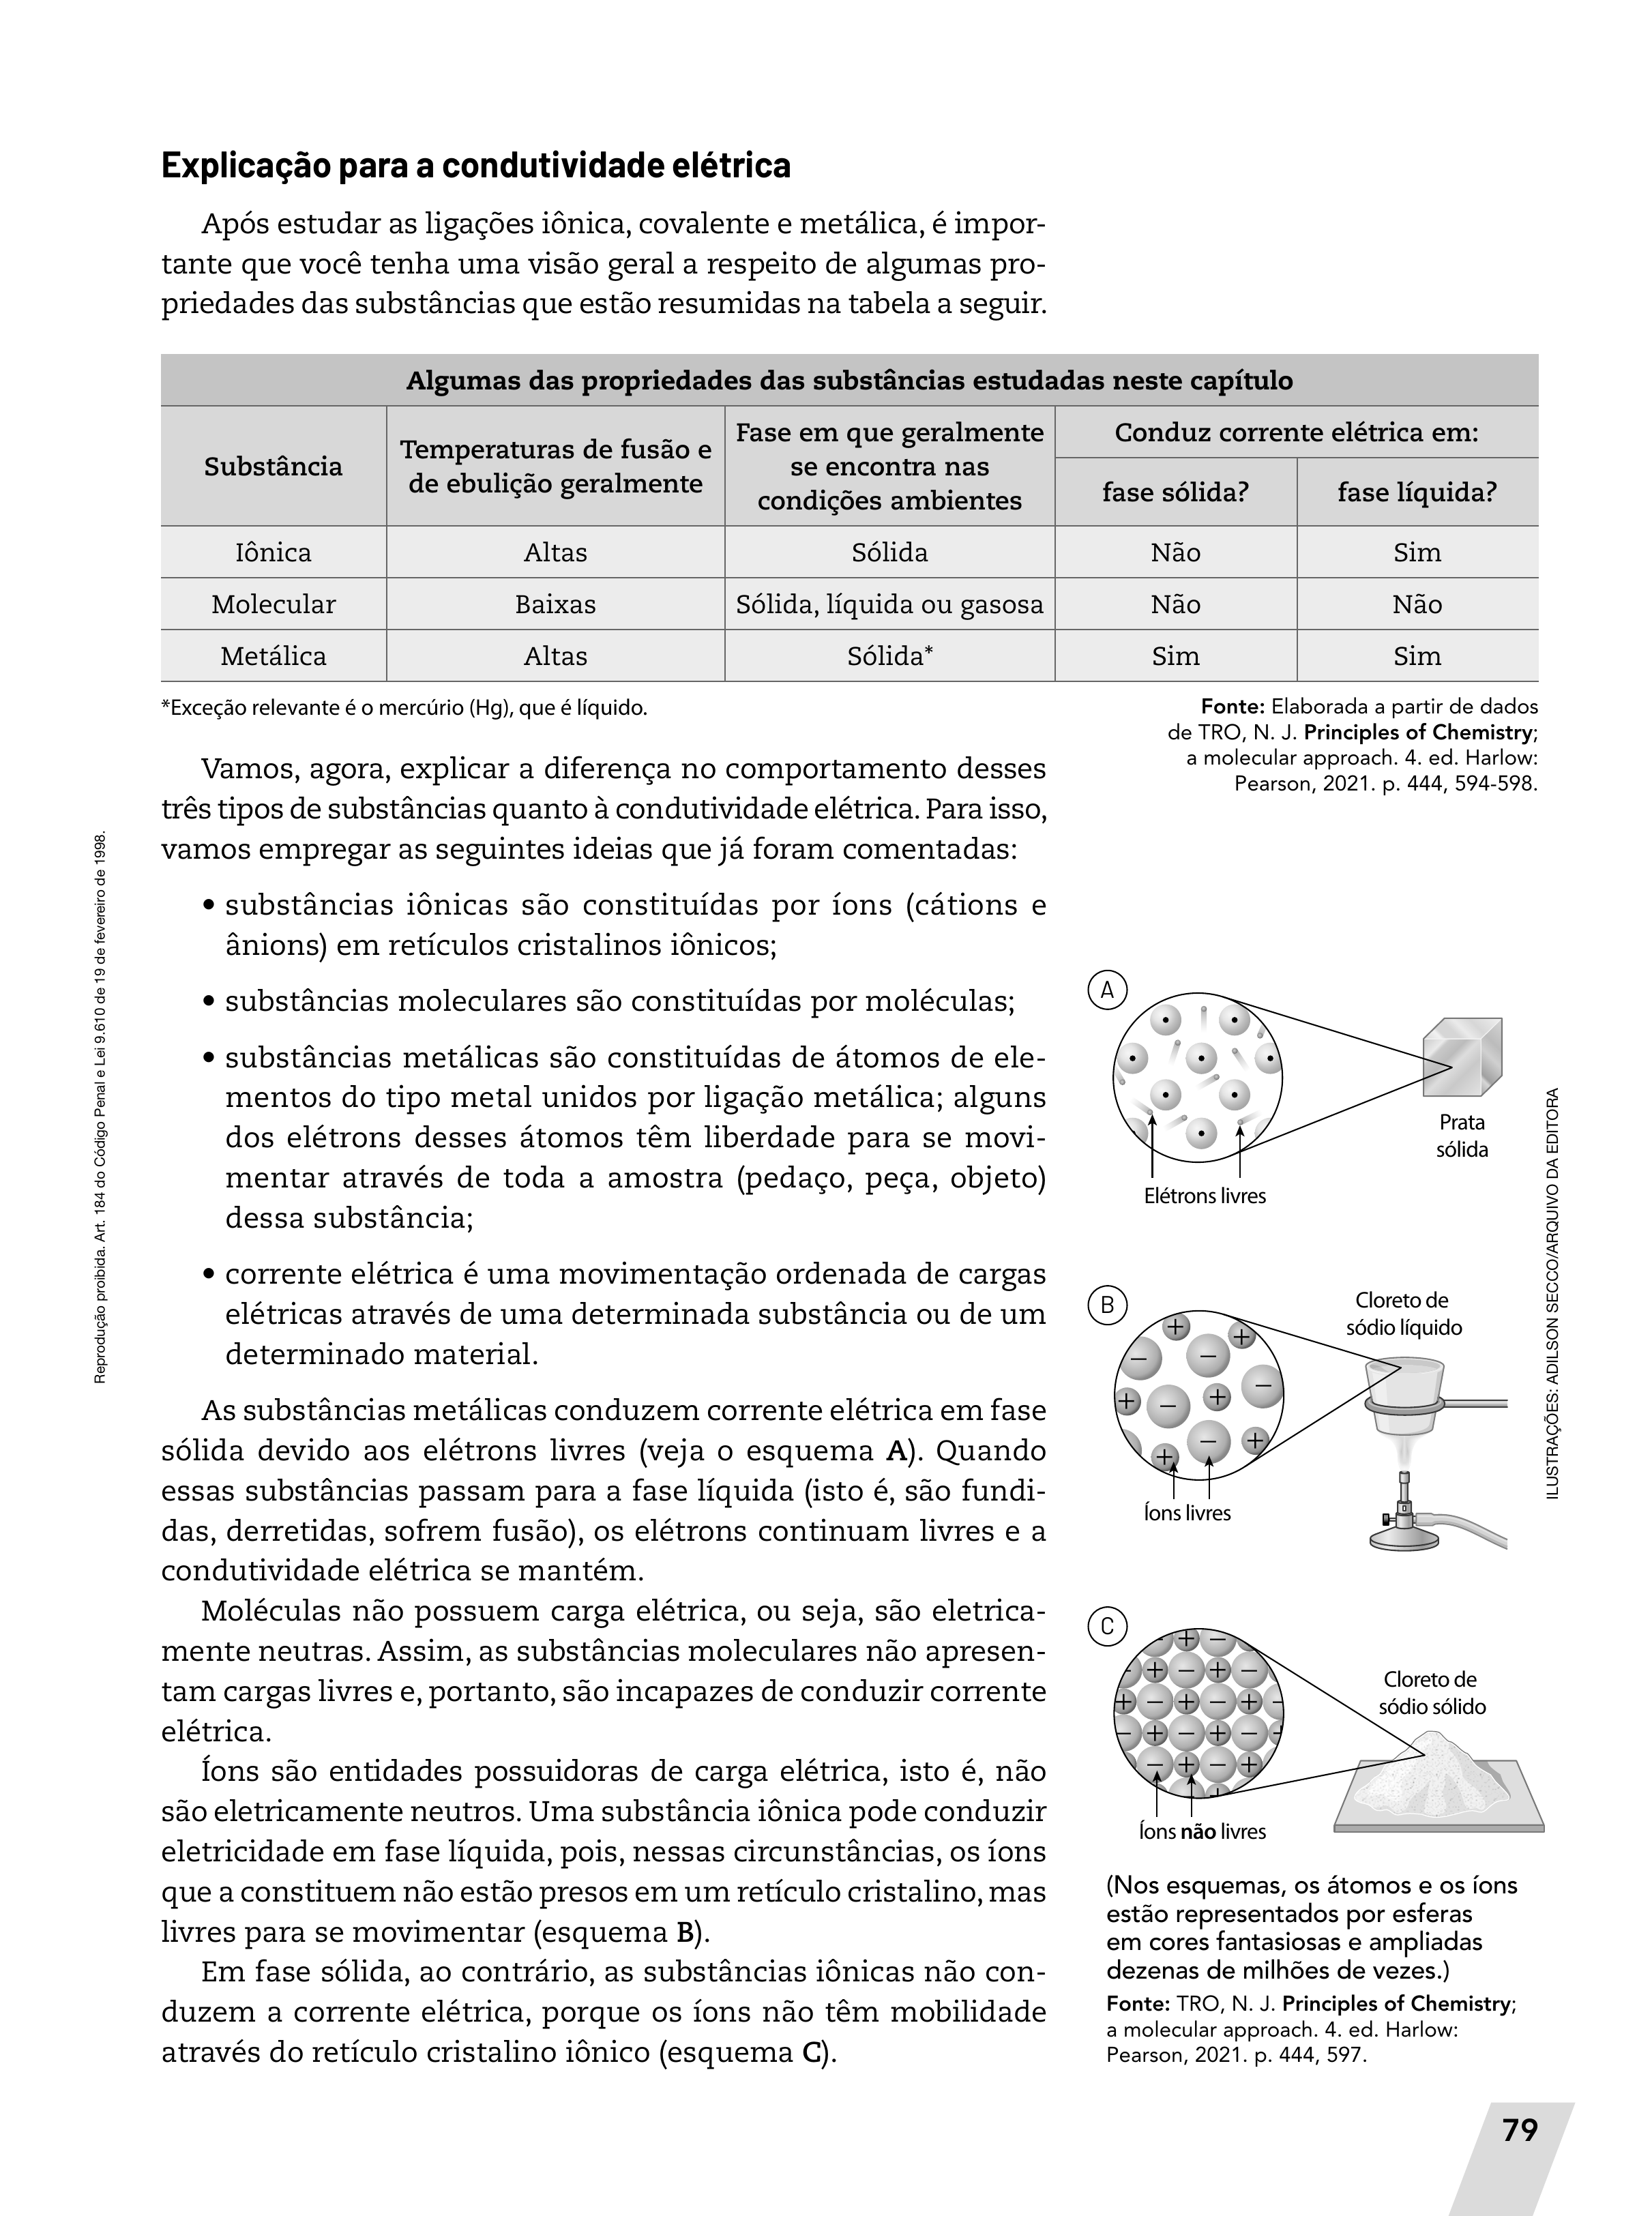 Explicação para a condutividade elétrica
Após estudar as ligações iônica, covalente e metálica, é impor-
tante que você tenha uma visão geral a respeito de algumas pro-
priedades das substâncias que estão resumidas na tabela a seguir.
Algumas das propriedades das substâncias estudadas neste capítulo
Substância
Temperaturas de fusão e
de ebulição geralmente
Fase em que geralmente
se encontra nas
condições ambientes
Conduz corrente elétrica em:
fase sólida?
fase líquida?
Iônica Altas Sólida Não Sim
Molecular Baixas Sólida, líquida ou gasosa Não Não
Metálica Altas Sólida* Sim Sim
*Exceção relevante é o mercúrio (Hg), que é líquido.
Fonte: Elaborada a partir de dados
de TRO, N. J. Principles of Chemistry;
a molecular approach. 4. ed. Harlow:
Pearson, 2021. p. 444, 594-598.
Vamos, agora, explicar a diferença no comportamento desses
três tipos de substâncias quanto à condutividade elétrica. Para isso,
vamos empregar as seguintes ideias que já foram comentadas:
• substâncias iônicas são constituídas por íons (cátions e
ânions) em retículos cristalinos iônicos;
• substâncias moleculares são constituídas por moléculas;
• substâncias metálicas são constituídas de átomos de ele-
mentos do tipo metal unidos por ligação metálica; alguns
dos elétrons desses átomos têm liberdade para se movi-
mentar através de toda a amostra (pedaço, peça, objeto)
dessa substância;
• corrente elétrica é uma movimentação ordenada de cargas
elétricas através de uma determinada substância ou de um
determinado material.
As substâncias metálicas conduzem corrente elétrica em fase
sólida devido aos elétrons livres (veja o esquema A). Quando
essas substâncias passam para a fase líquida (isto é, são fundi-
das, derretidas, sofrem fusão), os elétrons continuam livres e a
condutividade elétrica se mantém.
Moléculas não possuem carga elétrica, ou seja, são eletrica-
mente neutras. Assim, as substâncias moleculares não apresen-
tam cargas livres e, portanto, são incapazes de conduzir corrente
elétrica.
Íons são entidades possuidoras de carga elétrica, isto é, não
são eletricamente neutros. Uma substância iônica pode conduzir
eletricidade em fase líquida, pois, nessas circunstâncias, os íons
que a constituem não estão presos em um retículo cristalino, mas
livres para se movimentar (esquema B).
Em fase sólida, ao contrário, as substâncias iônicas não con-
duzem a corrente elétrica, porque os íons não têm mobilidade
através do retículo cristalino iônico (esquema C).
A
Prata
sólida
Elétrons livres
B
Cloreto de
sódio líquido
Íons livres
C
Cloreto de
sódio sólido
Íons não livres
(Nos esquemas, os átomos e os íons
estão representados por esferas
em cores fantasiosas e ampliadas
dezenas de milhões de vezes.)
Fonte: TRO, N. J. Principles of Chemistry;
a molecular approach. 4. ed. Harlow:
Pearson, 2021. p. 444, 597.
ILUSTRAÇÕES: ADILSON SECCO/ARQUIVO DA EDITORA
Reprodução proibida. Art. 184 do Código Penal e Lei 9.610 de 19 de fevereiro de 1998.
79